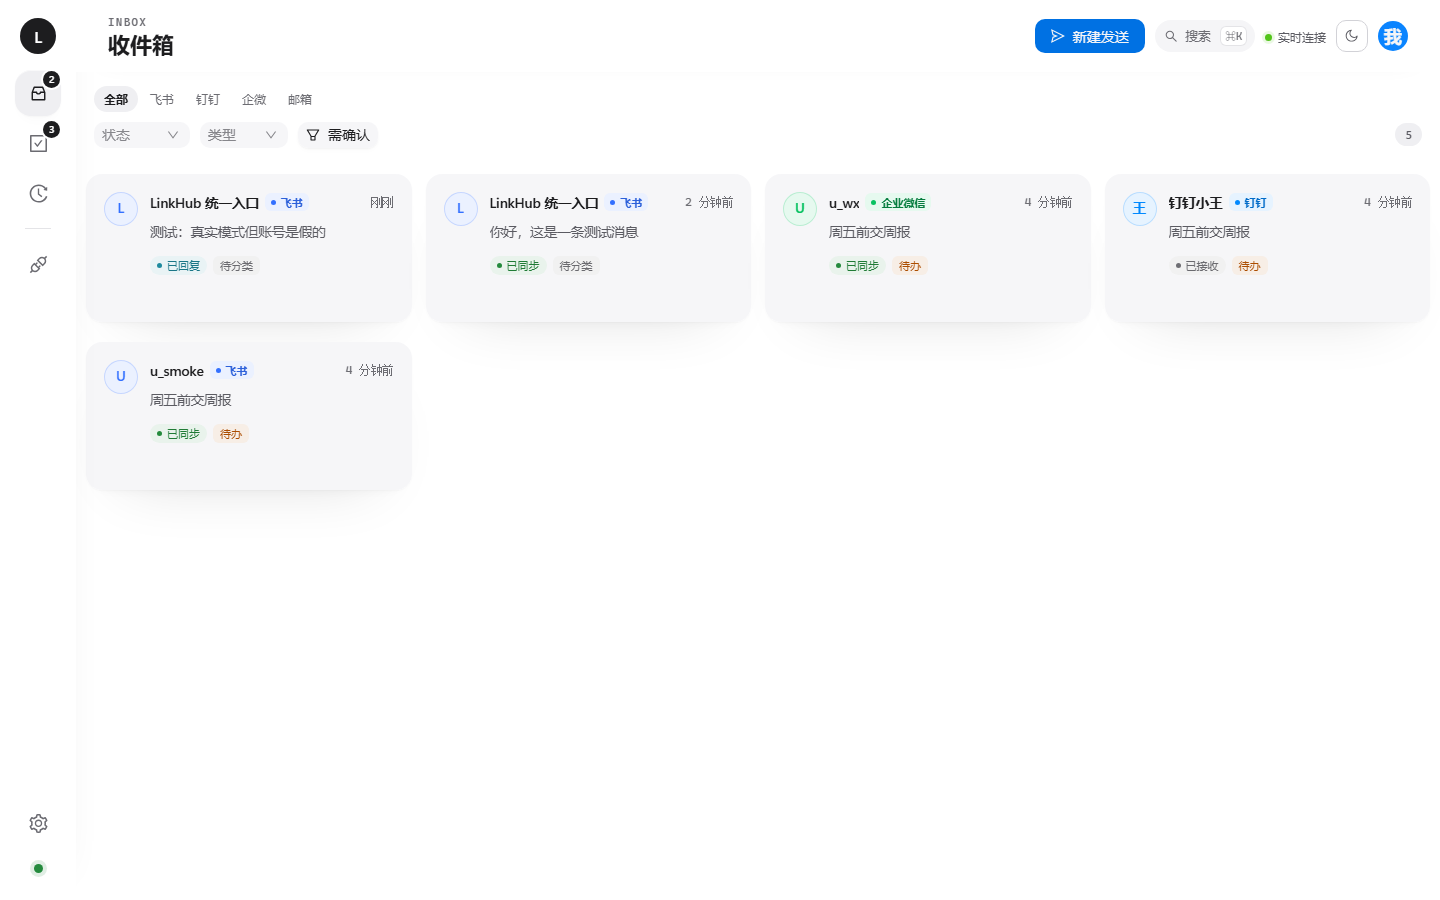 L
INBOX
收件箱
新建发送
搜索 ⌘K
实时连接
我
2
3
全部 飞书 钉钉 企微 邮箱
状态 类型 需确认
5
L
LinkHub 统一入口 飞书 刚刚
测试：真实模式但账号是假的
已回复 待分类
L
LinkHub 统一入口 飞书 2 分钟前
你好，这是一条测试消息
已同步 待分类
U
u_wx 企业微信 4 分钟前
周五前交周报
已同步 待办
王
钉钉小王 钉钉 4 分钟前
周五前交周报
已接收 待办
U
u_smoke 飞书 4 分钟前
周五前交周报
已同步 待办